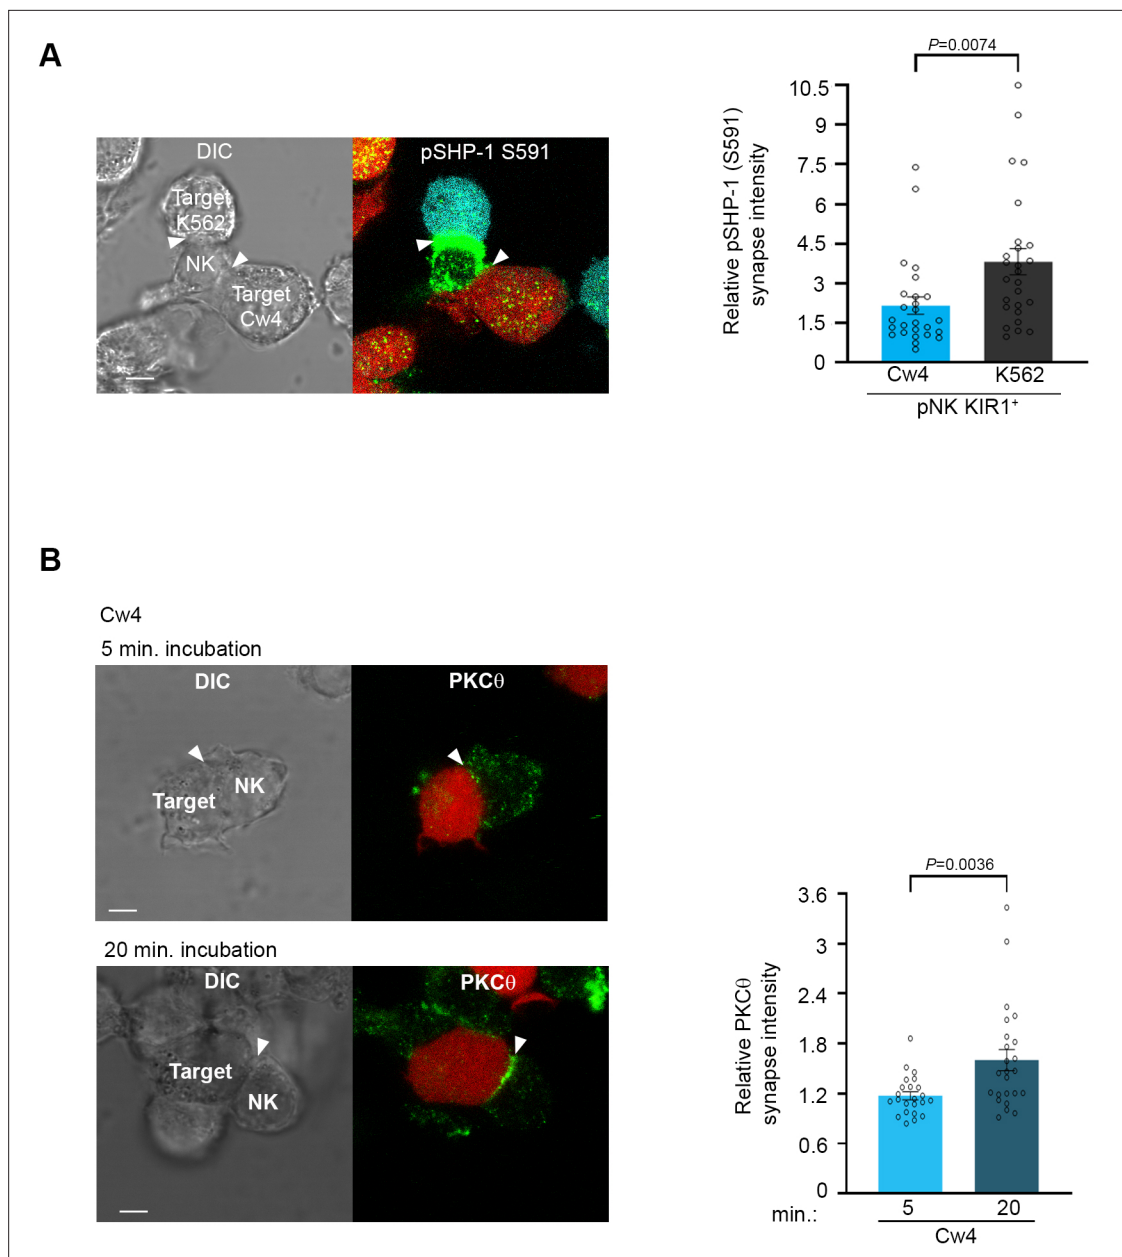 A
DIC
Target
K562
NK
Target
Cw4
pSHP-1 S591
P=0.0074
Relative pSHP-1 (S591)
synapse intensity
10.5
9
7.5
6
4.5
3
1.5
0
Cw4
K562
pNK KIR1⁺
B
Cw4
5 min. incubation
DIC
Target
NK
PKCθ
20 min. incubation
DIC
Target
NK
PKCθ
P=0.0036
Relative PKCθ
synapse intensity
3.6
3
2.4
1.8
1.2
0.6
0
min.:
5
20
Cw4